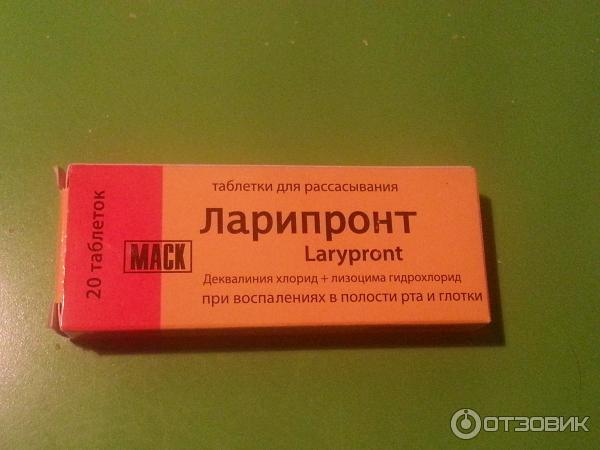 таблетки для рассасывания
Ларипронт
Larypront
Деквалиния хлорид + лизоцима гидрохлорид
при воспалениях в полости рта и глотки
20 таблеток
MACK
ОТЗОВИК